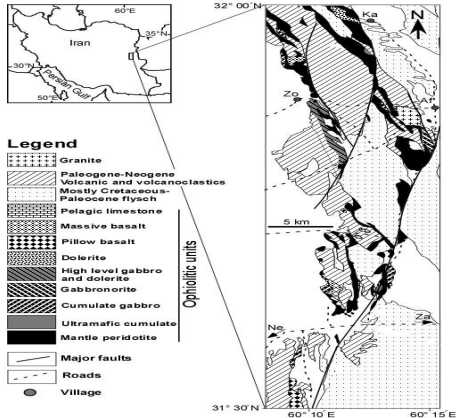 60°E
32° 00´ N
Ka
N
Iran
35°N
30°N
Zo
Af
Persian Gulf
50°E
Legend
Granite
Paleogene-Neogene
Volcanic and volcanoclastics
Mostly Cretaceous-
Paleocene flysch
Pelagic limestone
Massive basalt
Pillow basalt
Dolerite
High level gabbro
and dolerite
Gabbronorite
Cumulate gabbro
Ultramafic cumulate
Mantle peridotite
Ophiolitic units
Major faults
Roads
Village
5 km
Ne
Za
31° 30´ N
60° 10´ E
60° 15´ E